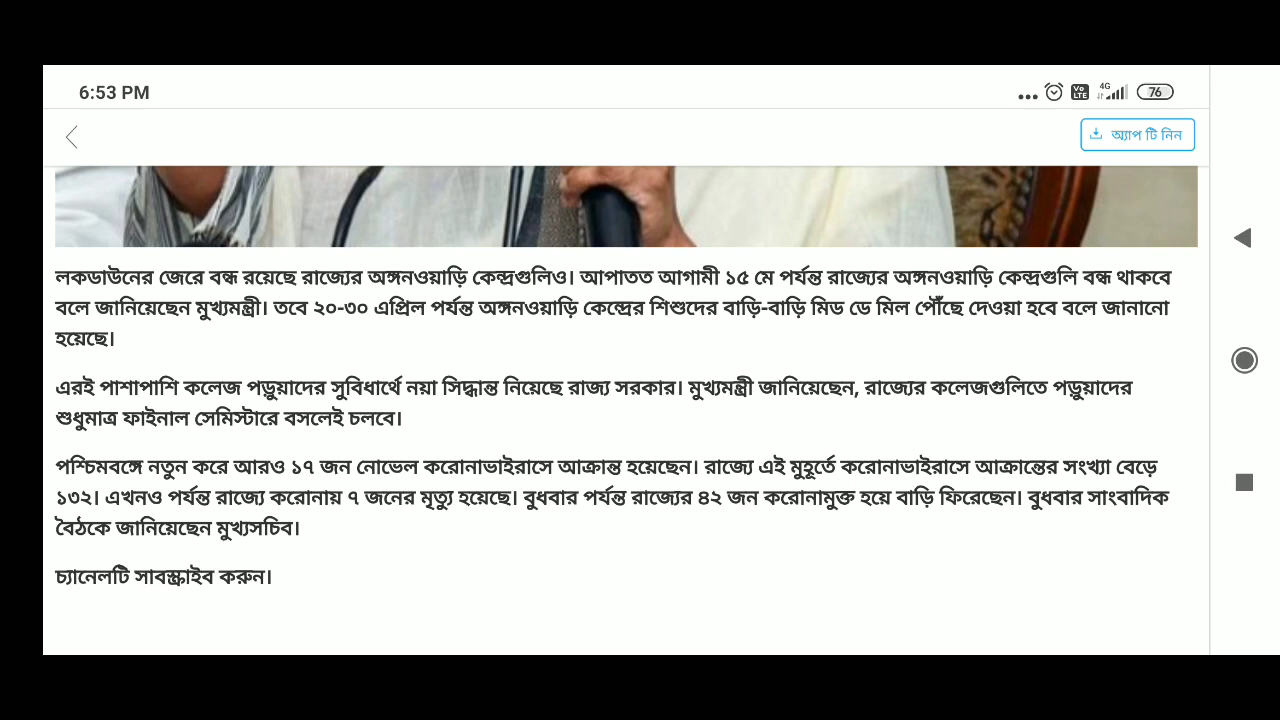 6:53 PM
Vo LTE 4G 76
অ্যাপ টি নিন
লকডাউনের জেরে বন্ধ রয়েছে রাজ্যের অঙ্গনওয়াড়ি কেন্দ্রগুলিও। আপাতত আগামী ১৫ মে পর্যন্ত রাজ্যের অঙ্গনওয়াড়ি কেন্দ্রগুলি বন্ধ থাকবে
বলে জানিয়েছেন মুখ্যমন্ত্রী। তবে ২০-৩০ এপ্রিল পর্যন্ত অঙ্গনওয়াড়ি কেন্দ্রের শিশুদের বাড়ি-বাড়ি মিড ডে মিল পৌঁছে দেওয়া হবে বলে জানানো
হয়েছে।
এরই পাশাপাশি কলেজ পড়ুয়াদের সুবিধার্থে নয়া সিদ্ধান্ত নিয়েছে রাজ্য সরকার। মুখ্যমন্ত্রী জানিয়েছেন, রাজ্যের কলেজগুলিতে পড়ুয়াদের
শুধুমাত্র ফাইনাল সেমিস্টারে বসলেই চলবে।
পশ্চিমবঙ্গে নতুন করে আরও ১৭ জন নোভেল করোনাভাইরাসে আক্রান্ত হয়েছেন। রাজ্যে এই মুহূর্তে করোনাভাইরাসে আক্রান্তের সংখ্যা বেড়ে
১৩২। এখনও পর্যন্ত রাজ্যে করোনায় ৭ জনের মৃত্যু হয়েছে। বুধবার পর্যন্ত রাজ্যের ৪২ জন করোনামুক্ত হয়ে বাড়ি ফিরেছেন। বুধবার সাংবাদিক
বৈঠকে জানিয়েছেন মুখ্যসচিব।
চ্যানেলটি সাবস্ক্রাইব করুন।